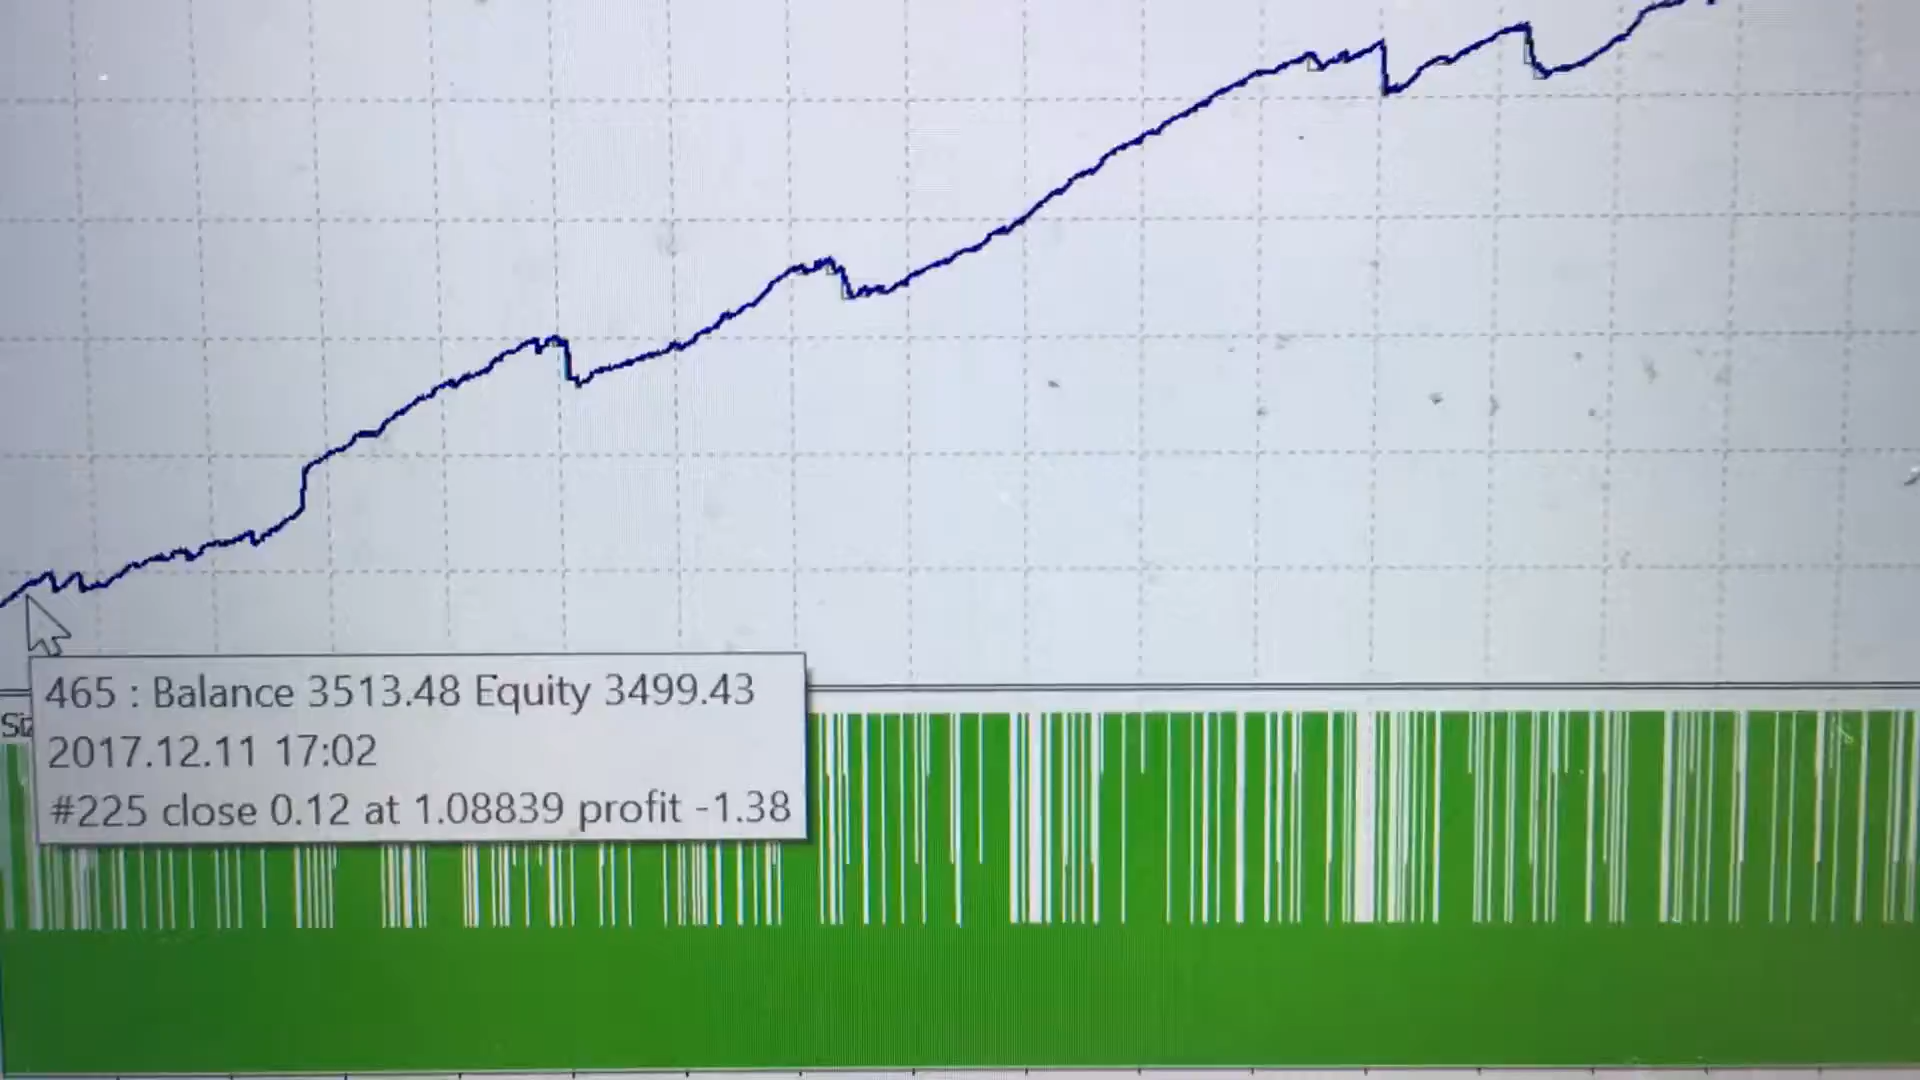 465 : Balance 3513.48 Equity 3499.43
2017.12.11 17:02
#225 close 0.12 at 1.08839 profit -1.38